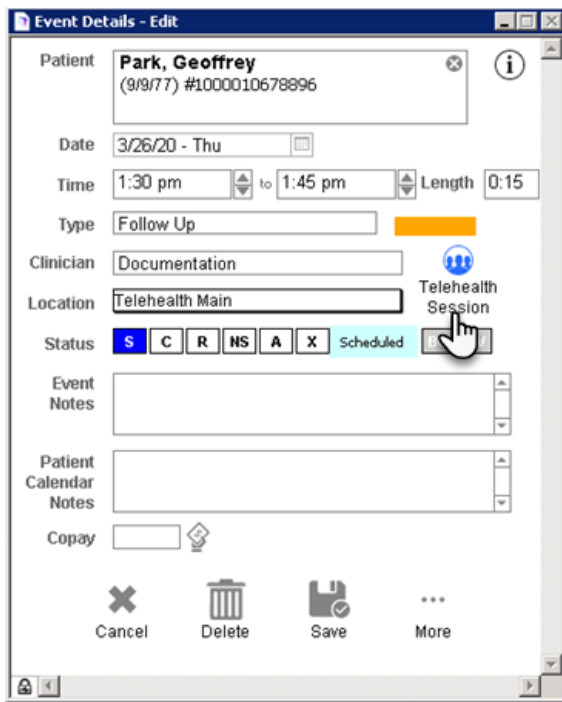 Event Details - Edit
Patient
Park, Geoffrey
(9/9/77) #1000010678896
i
Date 3/26/20 - Thu
Time 1:30 pm to 1:45 pm Length 0:15
Type Follow Up
Clinician Documentation
Location Telehealth Main
Telehealth
Session
Status S C R NS A X Scheduled
Event
Notes
Patient
Calendar
Notes
Copay
Cancel Delete Save More